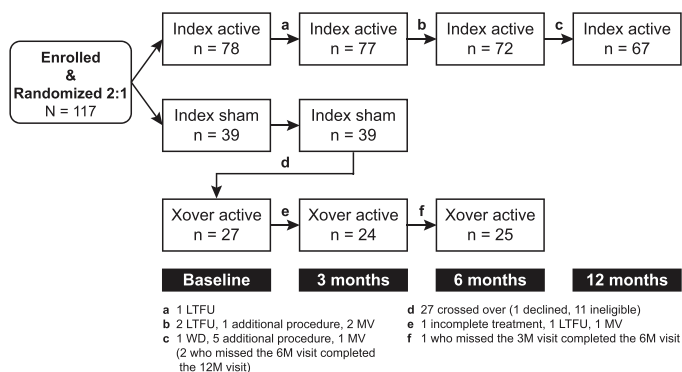 Enrolled
&
Randomized 2:1
N = 117
Index active
n = 78
a
Index active
n = 77
b
Index active
n = 72
c
Index active
n = 67
Index sham
n = 39
Index sham
n = 39
d
Xover active
n = 27
e
Xover active
n = 24
f
Xover active
n = 25
Baseline
3 months
6 months
12 months
a 1 LTFU
b 2 LTFU, 1 additional procedure, 2 MV
c 1 WD, 5 additional procedure, 1 MV
(2 who missed the 6M visit completed
the 12M visit)
d 27 crossed over (1 declined, 11 ineligible)
e 1 incomplete treatment, 1 LTFU, 1 MV
f 1 who missed the 3M visit completed the 6M visit